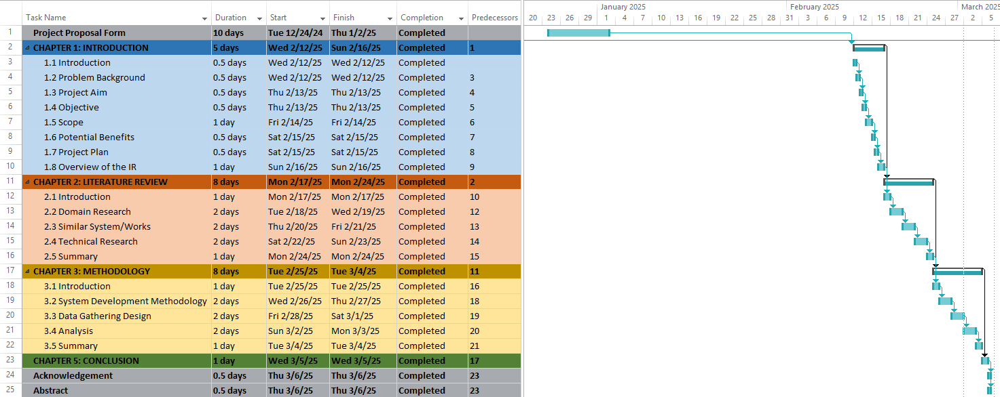 January 2025 February 2025 March 2025
Task Name Duration Start Finish Completion Predecessors 20 23 26 29 1 4 7 10 13 16 19 22 25 28 31 3 6 9 12 15 18 21 24 27 2 5
1 Project Proposal Form 10 days Tue 12/24/24 Thu 1/2/25 Completed
2 CHAPTER 1: INTRODUCTION 5 days Wed 2/12/25 Sun 2/16/25 Completed 1
3 1.1 Introduction 0.5 days Wed 2/12/25 Wed 2/12/25 Completed
4 1.2 Problem Background 0.5 days Wed 2/12/25 Wed 2/12/25 Completed 3
5 1.3 Project Aim 0.5 days Thu 2/13/25 Thu 2/13/25 Completed 4
6 1.4 Objective 0.5 days Thu 2/13/25 Thu 2/13/25 Completed 5
7 1.5 Scope 1 day Fri 2/14/25 Fri 2/14/25 Completed 6
8 1.6 Potential Benefits 0.5 days Sat 2/15/25 Sat 2/15/25 Completed 7
9 1.7 Project Plan 0.5 days Sat 2/15/25 Sat 2/15/25 Completed 8
10 1.8 Overview of the IR 1 day Sun 2/16/25 Sun 2/16/25 Completed 9
11 CHAPTER 2: LITERATURE REVIEW 8 days Mon 2/17/25 Mon 2/24/25 Completed 2
12 2.1 Introduction 1 day Mon 2/17/25 Mon 2/17/25 Completed 10
13 2.2 Domain Research 2 days Tue 2/18/25 Wed 2/19/25 Completed 12
14 2.3 Similar System/Works 2 days Thu 2/20/25 Fri 2/21/25 Completed 13
15 2.4 Technical Research 2 days Sat 2/22/25 Sun 2/23/25 Completed 14
16 2.5 Summary 1 day Mon 2/24/25 Mon 2/24/25 Completed 15
17 CHAPTER 3: METHODOLOGY 8 days Tue 2/25/25 Tue 3/4/25 Completed 11
18 3.1 Introduction 1 day Tue 2/25/25 Tue 2/25/25 Completed 16
19 3.2 System Development Methodology 2 days Wed 2/26/25 Thu 2/27/25 Completed 18
20 3.3 Data Gathering Design 2 days Fri 2/28/25 Sat 3/1/25 Completed 19
21 3.4 Analysis 2 days Sun 3/2/25 Mon 3/3/25 Completed 20
22 3.5 Summary 1 day Tue 3/4/25 Tue 3/4/25 Completed 21
23 CHAPTER 5: CONCLUSION 1 day Wed 3/5/25 Wed 3/5/25 Completed 17
24 Acknowledgement 0.5 days Thu 3/6/25 Thu 3/6/25 Completed 23
25 Abstract 0.5 days Thu 3/6/25 Thu 3/6/25 Completed 23